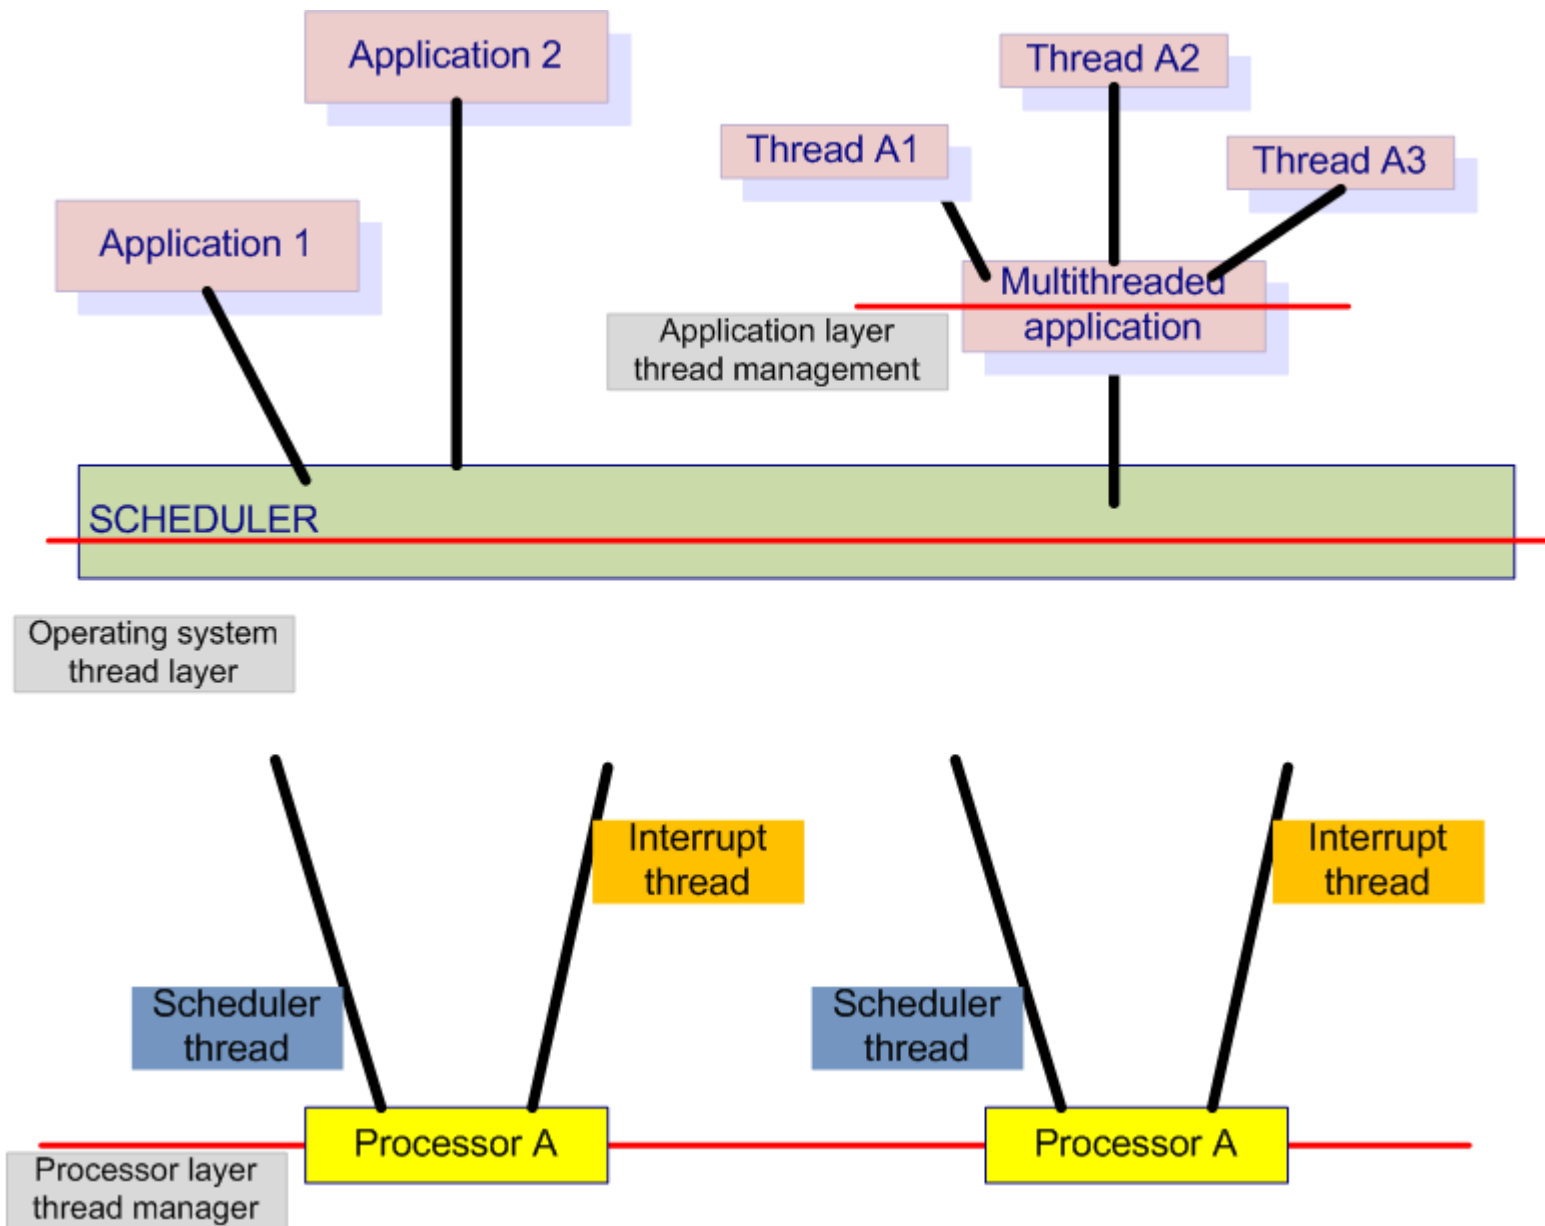 Application 2
Thread A2
Thread A1
Thread A3
Application 1
Multithreaded
application
Application layer
thread management
SCHEDULER
Operating system
thread layer
Interrupt
thread
Interrupt
thread
Scheduler
thread
Scheduler
thread
Processor A
Processor A
Processor layer
thread manager